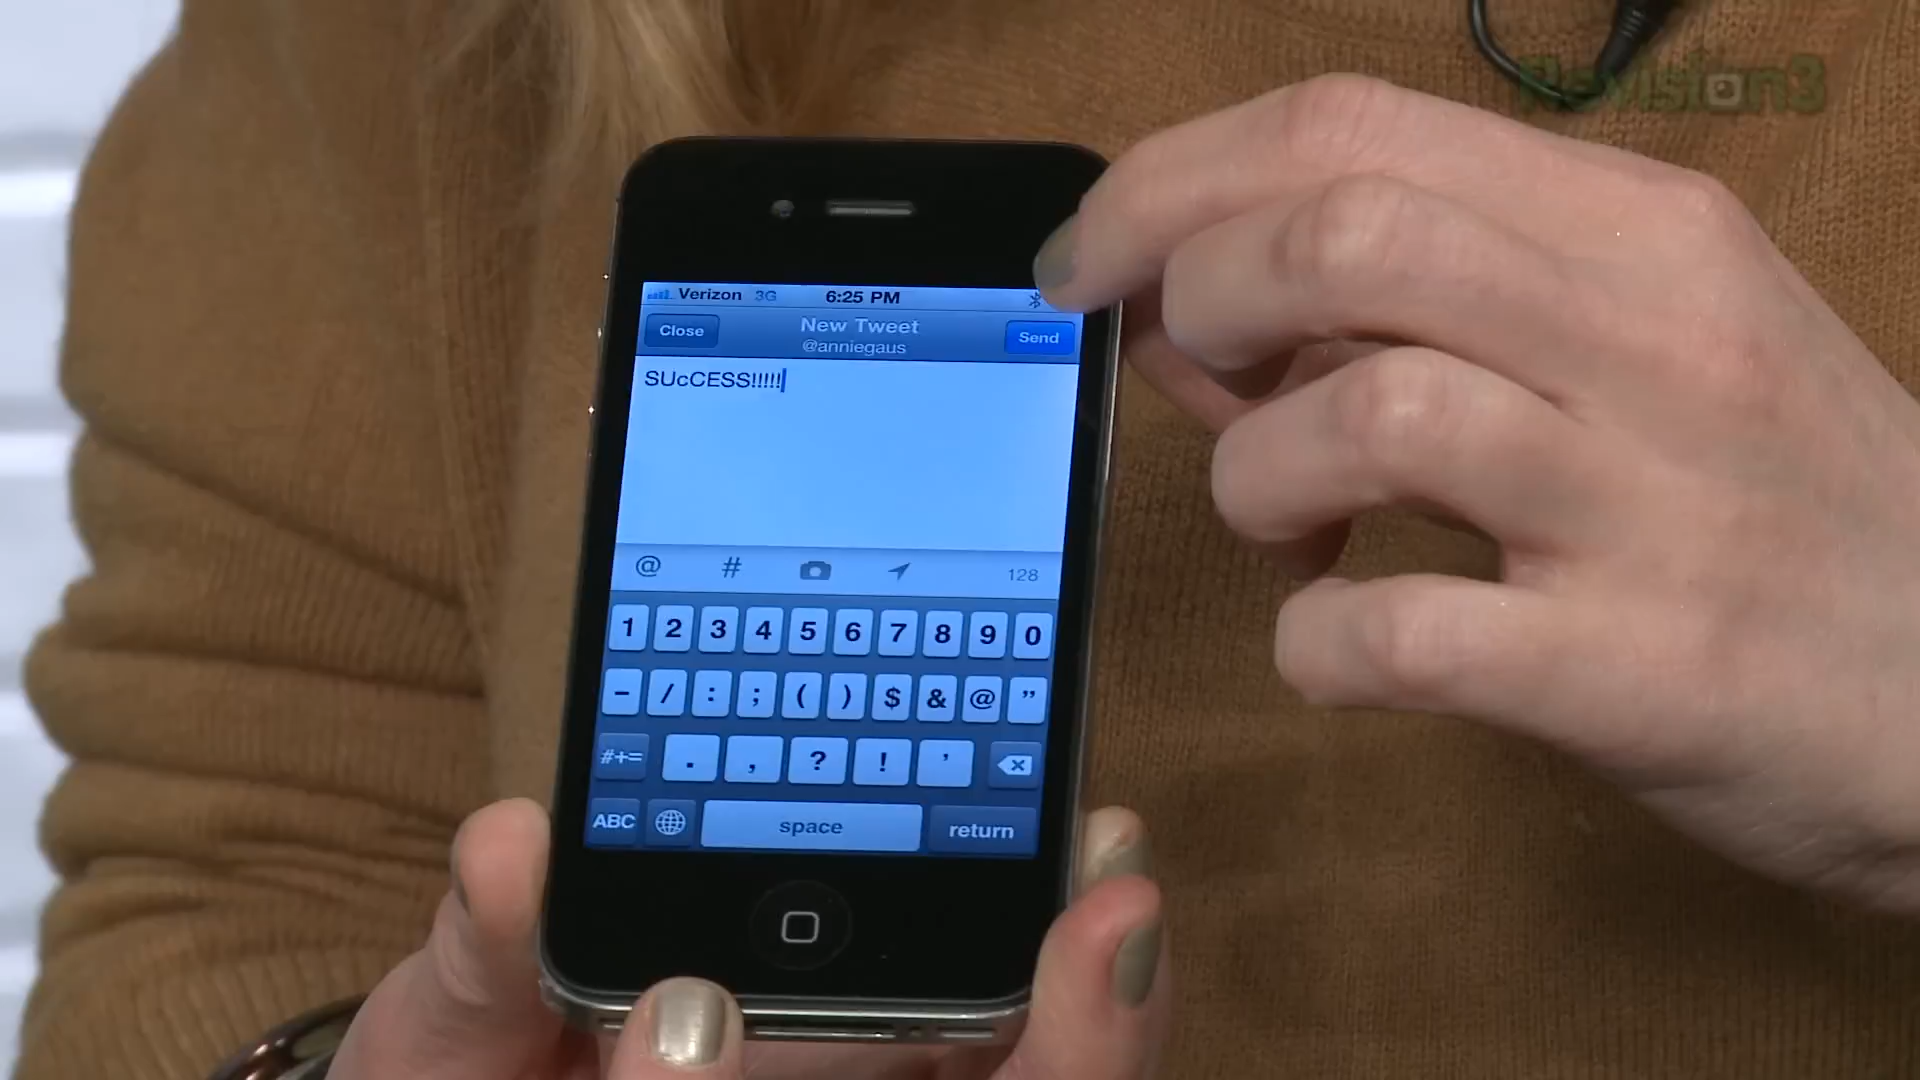 Revision3
Verizon 3G 6:25 PM
Close New Tweet Send
@anniegaus
SUcCESS!!!!!
@ # 128
1 2 3 4 5 6 7 8 9 0
- / : ; ( ) $ & @ "
#+= . , ? ! '
ABC space return